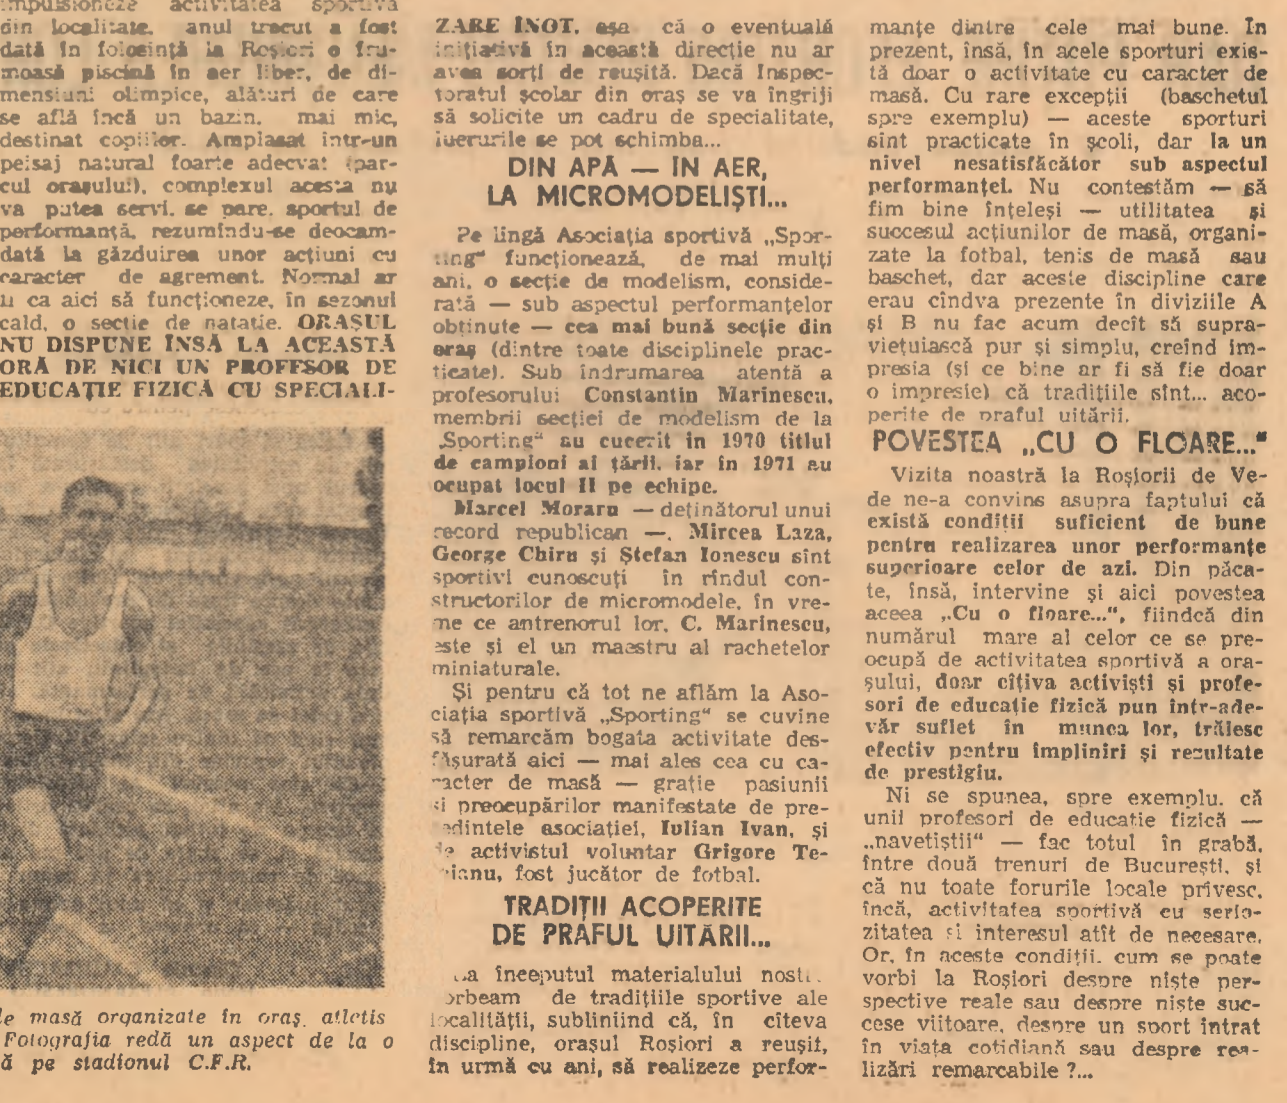 impulsioneze activitatea sportivă
din localitate, anul trecut a fost
dată în folosință la Roșiori o fru-
moasă piscină în aer liber, de di-
mensiuni olimpice, alături de care
se află încă un bazin, mai mic,
destinat copiilor. Amplasat într-un
peisaj natural foarte adecvat (par-
cul orașului), complexul acesta nu
va putea servi, se pare, sportul de
performanță, rezumîndu-se deocam-
dată la găzduirea unor acțiuni cu
caracter de agrement. Normal ar
fi ca aici să funcționeze, în sezonul
cald, o secție de natație. ORAȘUL
NU DISPUNE ÎNSĂ LA ACEASTĂ
ORĂ DE NICI UN PROFFSOR DE
EDUCAȚIE FIZICĂ CU SPECIALI-
le masă organizate în oraș, atletis
Fotografia redă un aspect de la o
ă pe stadionul C.F.R.
ZARE ÎNOT, așa că o eventuală
inițiativă în această direcție nu ar
avea sorți de reușită. Dacă Inspec-
toratul școlar din oraș se va îngriji
să solicite un cadru de specialitate,
lucrurile se pot schimba...
DIN APĂ — ÎN AER,
LA MICROMODELIȘTI...
Pe lîngă Asociația sportivă „Spor-
ting“ funcționează, de mai mulți
ani, o secție de modelism, conside-
rată — sub aspectul performanțelor
obținute — cea mai bună secție din
oraș (dintre toate disciplinele prac-
ticate). Sub îndrumarea atentă a
profesorului Constantin Marinescu,
membrii secției de modelism de la
„Sporting“ au cucerit în 1970 titlul
de campioni ai țării, iar în 1971 au
ocupat locul II pe echipe.
Marcel Moraru — deținătorul unui
record republican —, Mircea Laza,
George Chiru și Ștefan Ionescu sînt
sportivi cunoscuți în rîndul con-
structorilor de micromodele, în vre-
me ce antrenorul lor, C. Marinescu,
este și el un maestru al rachetelor
miniaturale.
Și pentru că tot ne aflăm la Aso-
ciația sportivă „Sporting“ se cuvine
să remarcăm bogata activitate des-
fășurată aici — mai ales cea cu ca-
racter de masă — grație pasiunii
și preocupărilor manifestate de pre-
ședintele asociației, Iulian Ivan, și
de activistul voluntar Grigore Te-
ianu, fost jucător de fotbal.
TRADIȚII ACOPERITE
DE PRAFUL UITĂRII...
La începutul materialului nostru
vorbeam de tradițiile sportive ale
localității, subliniind că, în cîteva
discipline, orașul Roșiori a reușit,
în urmă cu ani, să realizeze perfor-
manțe dintre cele mai bune. În
prezent, însă, în acele sporturi exis-
tă doar o activitate cu caracter de
masă. Cu rare excepții (baschetul
spre exemplu) — aceste sporturi
sînt practicate în școli, dar la un
nivel nesatisfăcător sub aspectul
performanței. Nu contestăm — să
fim bine înțeleși — utilitatea și
succesul acțiunilor de masă, organi-
zate la fotbal, tenis de masă sau
baschet, dar aceste discipline care
erau cîndva prezente în diviziile A
și B nu fac acum decît să supra-
viețuiască pur și simplu, creînd im-
presia (și ce bine ar fi să fie doar
o impresie) că tradițiile sînt... aco-
perite de praful uitării.
POVESTEA „CU O FLOARE...“
Vizita noastră la Roșiorii de Ve-
de ne-a convins asupra faptului că
există condiții suficient de bune
pentru realizarea unor performanțe
superioare celor de azi. Din păca-
te, însă, intervine și aici povestea
aceea „Cu o floare...“, fiindcă din
numărul mare al celor ce se pre-
ocupă de activitatea sportivă a ora-
șului, doar cîțiva activiști și profe-
sori de educație fizică pun într-ade-
văr suflet în munca lor, trăiesc
efectiv pentru împliniri și rezultate
de prestigiu.
Ni se spunea, spre exemplu, că
unii profesori de educație fizică —
„navetiștii“ — fac totul în grabă,
între două trenuri de București, și
că nu toate forurile locale privesc,
încă, activitatea sportivă cu serio-
zitatea și interesul atît de necesare.
Or, în aceste condiții, cum se poate
vorbi la Roșiori despre niște per-
spective reale sau despre niște suc-
cese viitoare, despre un sport intrat
în viața cotidiană sau despre rea-
lizări remarcabile ?...